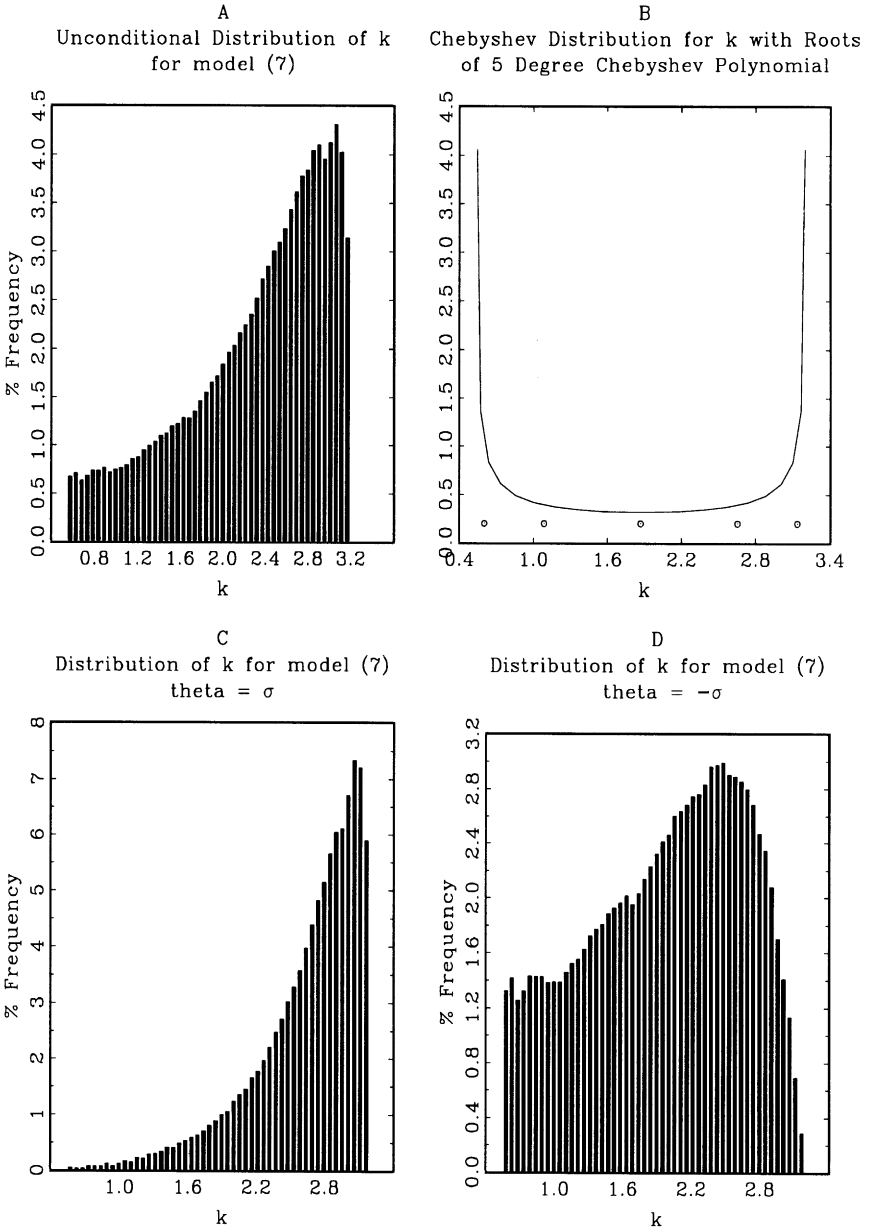 A
Unconditional Distribution of k
for model (7)
% Frequency
4.5
4.0
3.5
3.0
2.5
2.0
1.5
1.0
0.5
0.0
0.8 1.2 1.6 2.0 2.4 2.8 3.2
k
B
Chebyshev Distribution for k with Roots
of 5 Degree Chebyshev Polynomial
4.5
4.0
3.5
3.0
2.5
2.0
1.5
1.0
0.5
0.0
0.4 1.0 1.6 2.2 2.8 3.4
k
C
Distribution of k for model (7)
theta = σ
% Frequency
8
7
6
5
4
3
2
1
0
1.0 1.6 2.2 2.8
k
D
Distribution of k for model (7)
theta = −σ
% Frequency
3.2
2.8
2.4
2.0
1.6
1.2
0.8
0.4
0.0
1.0 1.6 2.2 2.8
k